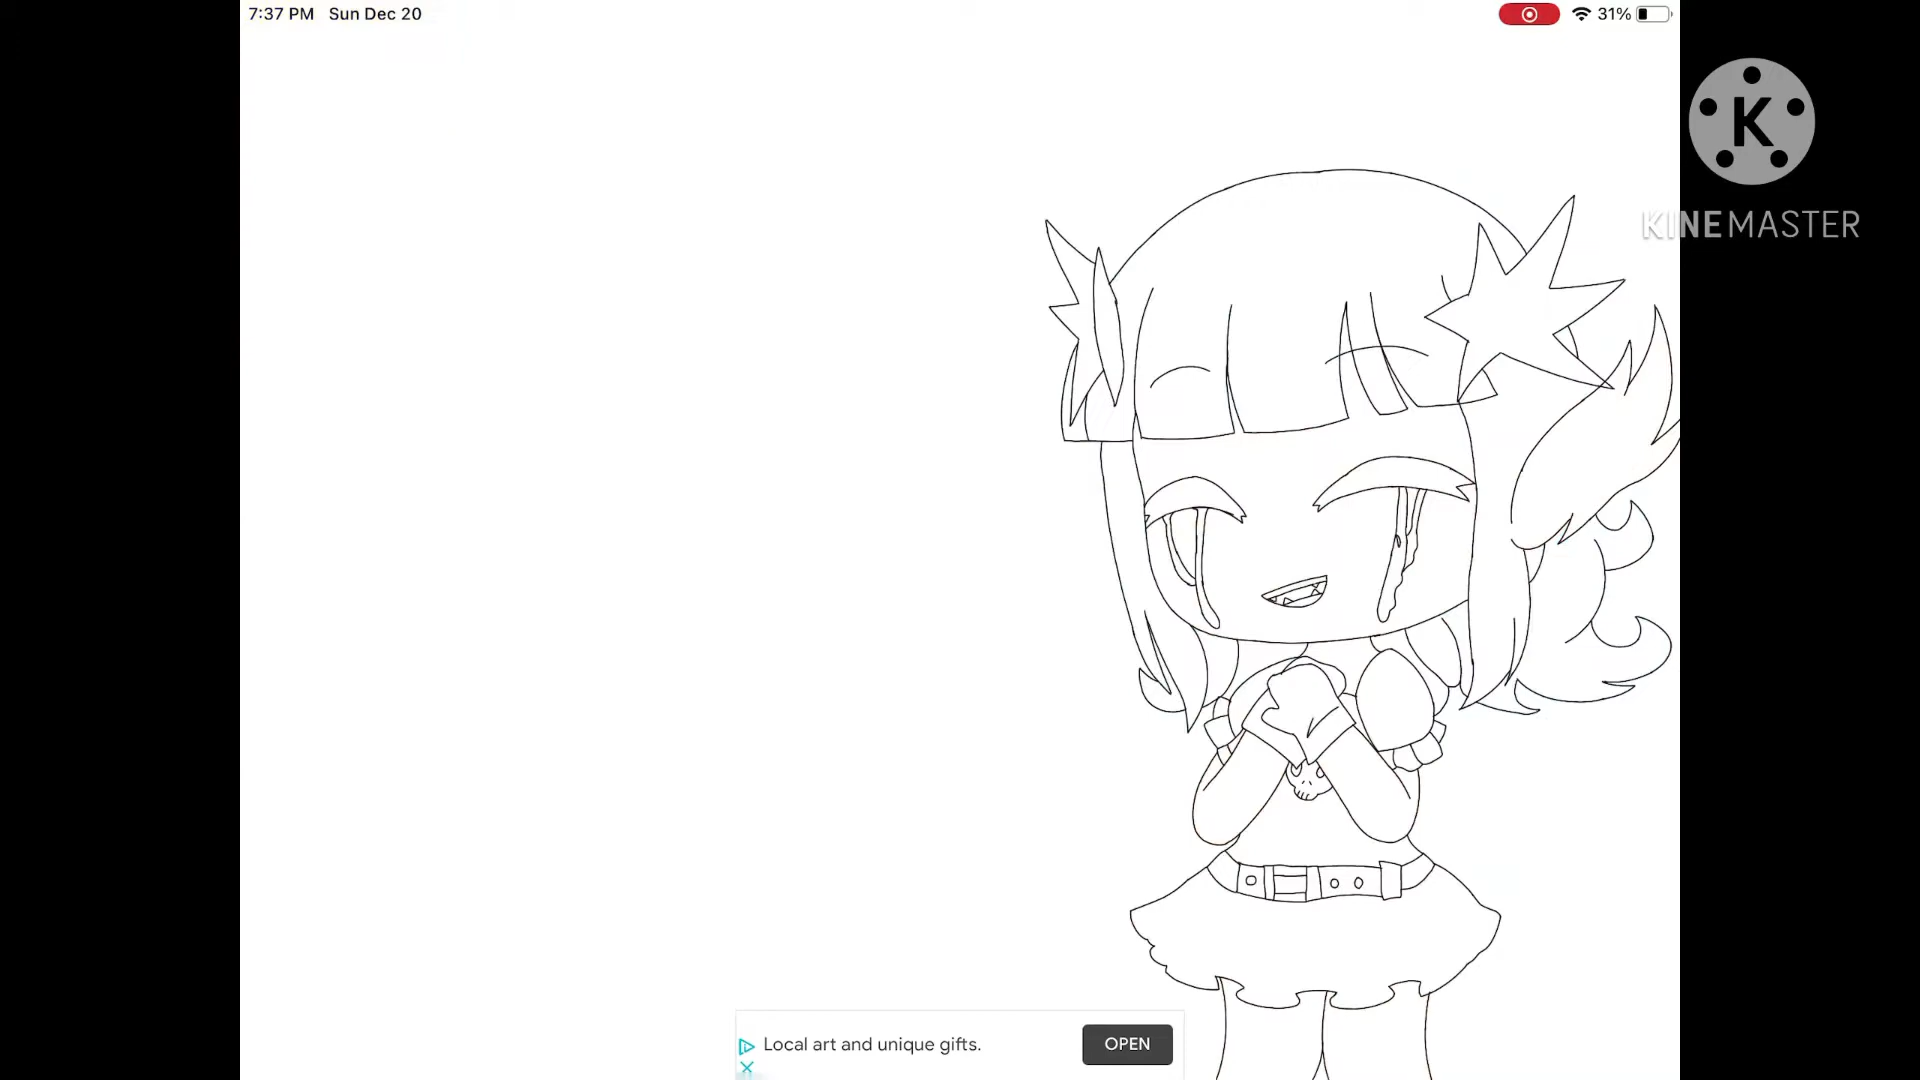 7:37 PM Sun Dec 20
31%
K
KINEMASTER
Local art and unique gifts.
OPEN